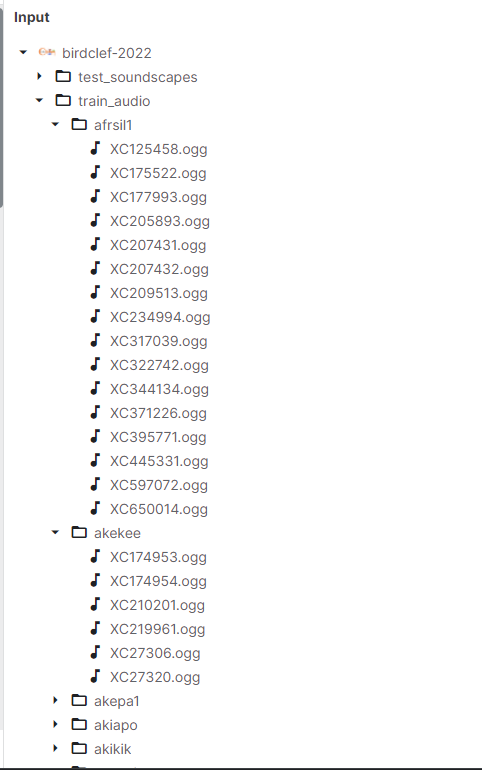 Input
birdclef-2022
test_soundscapes
train_audio
afrsil1
XC125458.ogg
XC175522.ogg
XC177993.ogg
XC205893.ogg
XC207431.ogg
XC207432.ogg
XC209513.ogg
XC234994.ogg
XC317039.ogg
XC322742.ogg
XC344134.ogg
XC371226.ogg
XC395771.ogg
XC445331.ogg
XC597072.ogg
XC650014.ogg
akekee
XC174953.ogg
XC174954.ogg
XC210201.ogg
XC219961.ogg
XC27306.ogg
XC27320.ogg
akepa1
akiapo
akikik